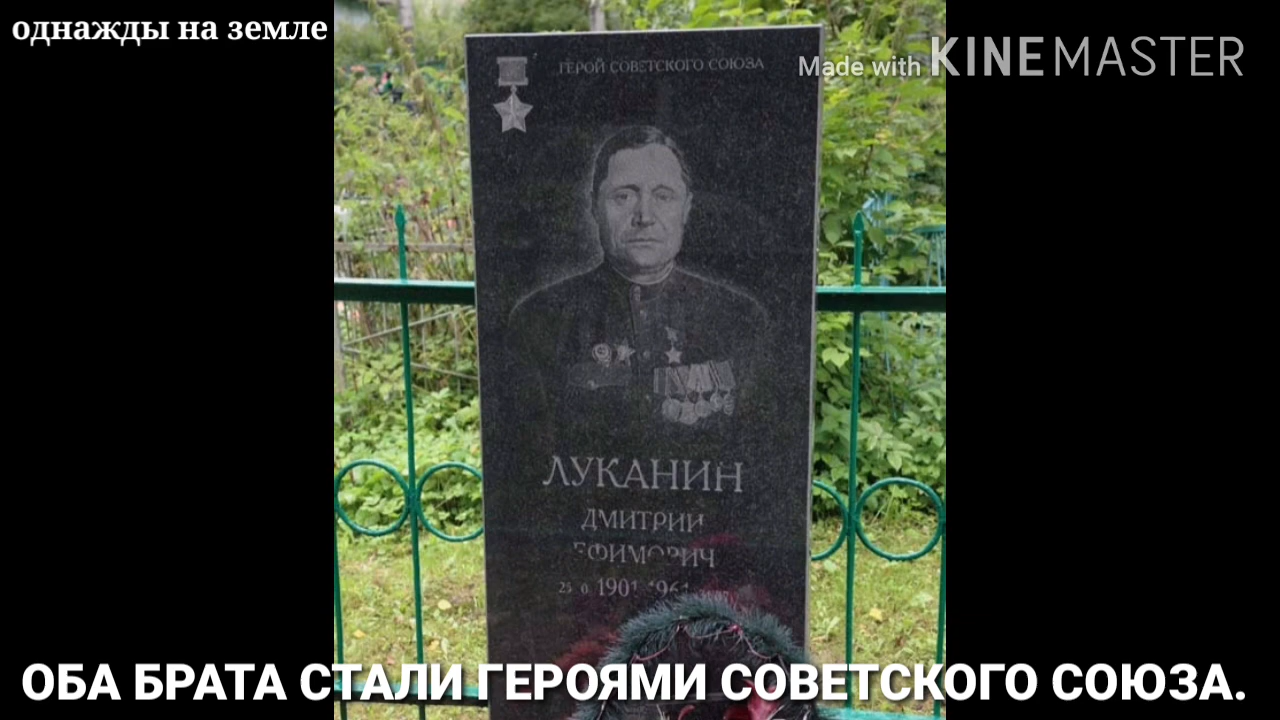 однажды на земле
Made with KINEMASTER
ГЕРОЙ СОВЕТСКОГО СОЮЗА
ЛУКАНИН
ДМИТРИЙ
ЕФИМОВИЧ
1901
ОБА БРАТА СТАЛИ ГЕРОЯМИ СОВЕТСКОГО СОЮЗА.